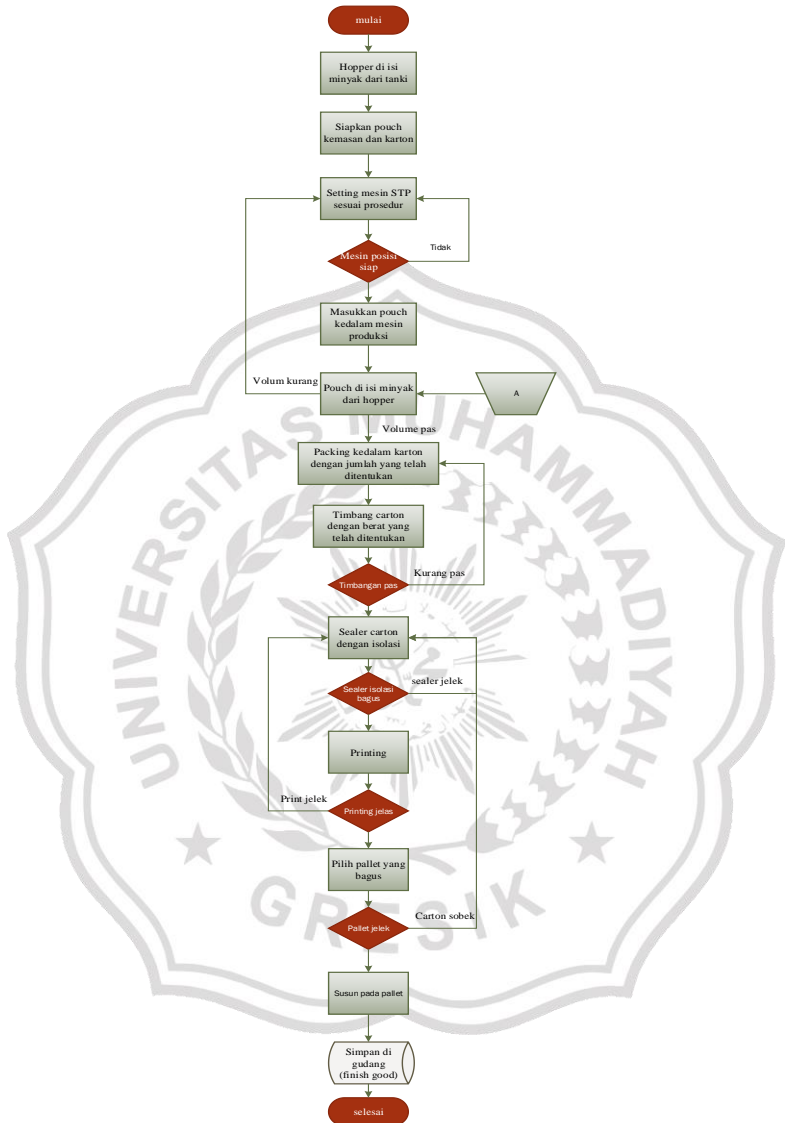 mulai
Hopper di isi
minyak dari tanki
Siapkan pouch
kemasan dan karton
Setting mesin STP
sesuai prosedur
Tidak
Mesin posisi
siap
Masukkan pouch
kedalam mesin
produksi
Volum kurang
Pouch di isi minyak
dari hopper
A
Volume pas
Packing kedalam karton
dengan jumlah yang telah
ditentukan
Timbang carton
dengan berat yang
telah ditentukan
Timbangan pas
Kurang pas
Sealer carton
dengan isolasi
Sealer isolasi
bagus
sealer jelek
Printing
Print jelek
Printing jelas
Pilih pallet yang
bagus
Pallet jelek
Carton sobek
Susun pada pallet
Simpan di
gudang
(finish good)
selesai
UNIVERSITAS MUHAMMADIYAH
GRESIK